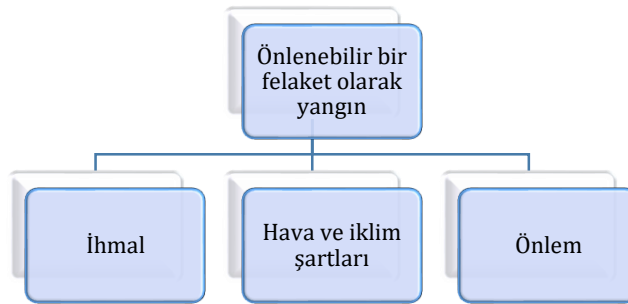 Önlenebilir bir
felaket olarak
yangın
İhmal
Hava ve iklim
şartları
Önlem